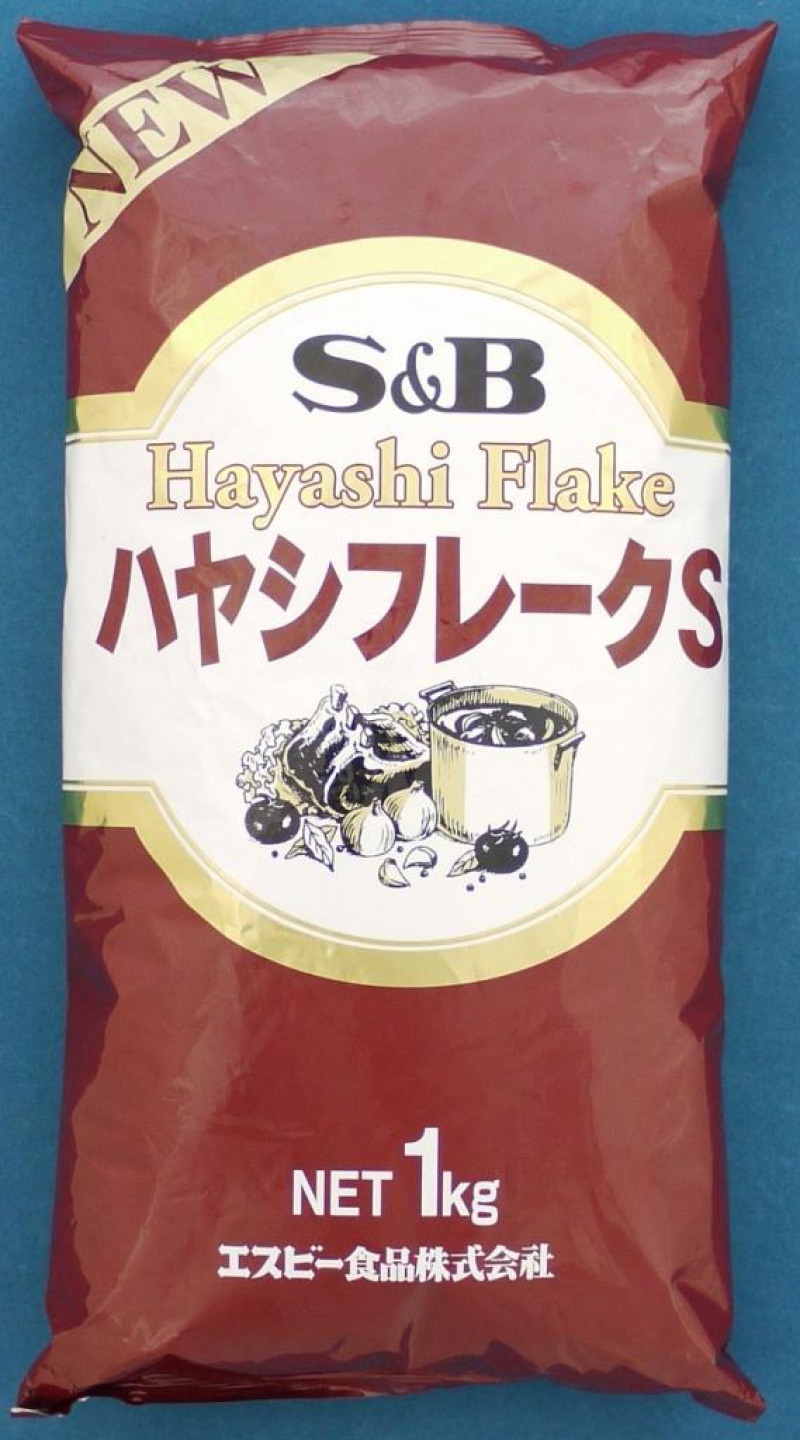 NEW
S&B
Hayashi Flake
ハヤシフレークS
NET 1kg
エスビー食品株式会社